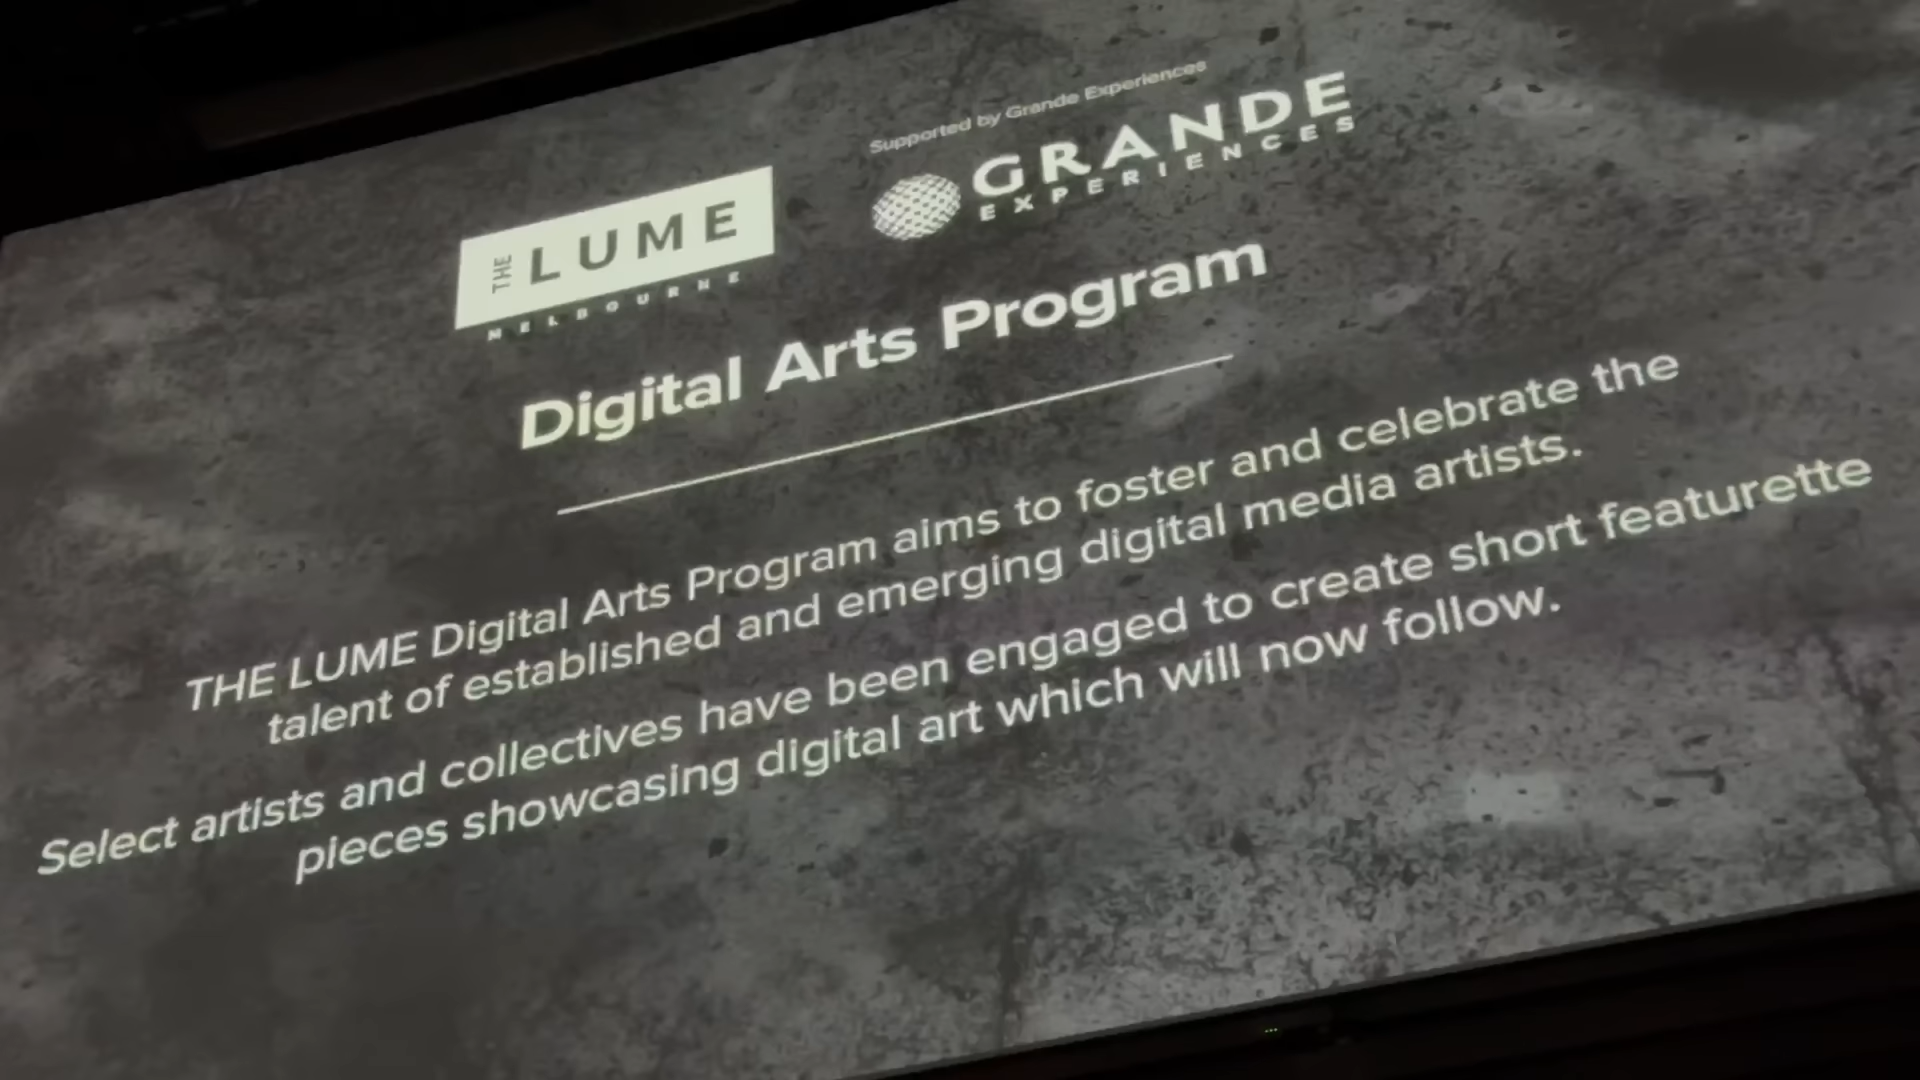 THE LUME
MELBOURNE
Supported by Grande Experiences
GRANDE
EXPERIENCES
Digital Arts Program
THE LUME Digital Arts Program aims to foster and celebrate the
talent of established and emerging digital media artists.
Select artists and collectives have been engaged to create short featurette
pieces showcasing digital art which will now follow.